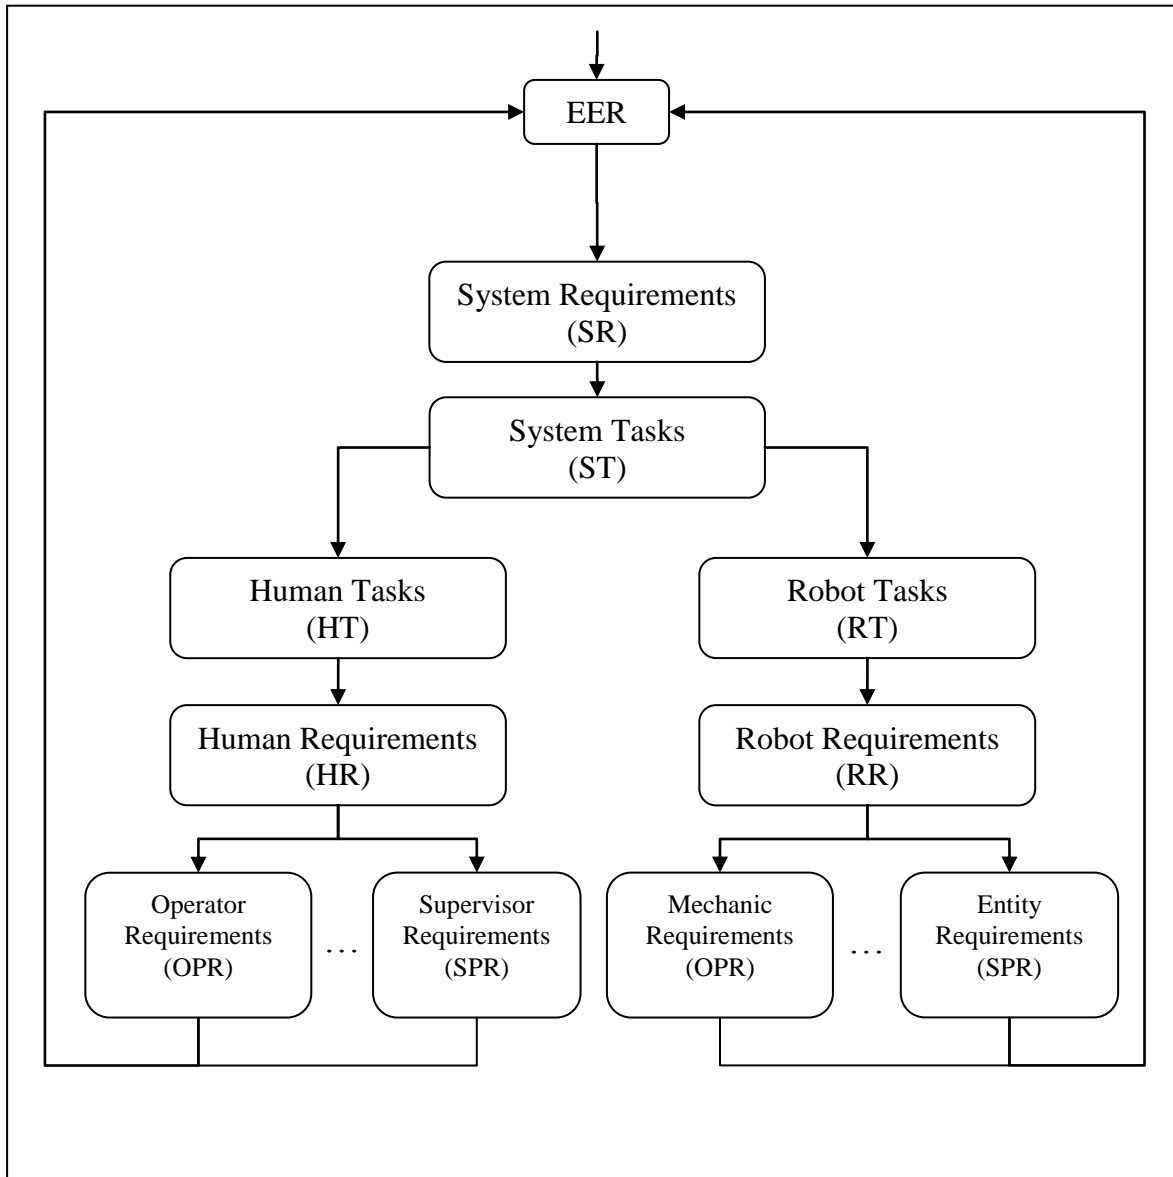 EER
System Requirements
(SR)
System Tasks
(ST)
Human Tasks
(HT)
Robot Tasks
(RT)
Human Requirements
(HR)
Robot Requirements
(RR)
Operator
Requirements
(OPR)
...
Supervisor
Requirements
(SPR)
Mechanic
Requirements
(OPR)
...
Entity
Requirements
(SPR)